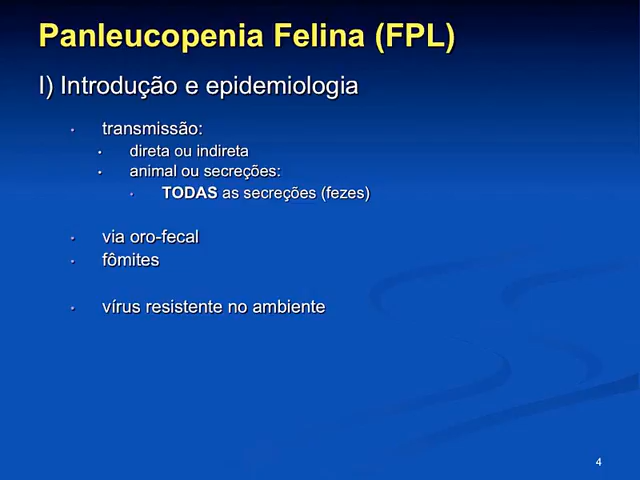 Panleucopenia Felina (FPL)
I) Introdução e epidemiologia
• transmissão:
• direta ou indireta
• animal ou secreções:
• TODAS as secreções (fezes)
• via oro-fecal
• fômites
• vírus resistente no ambiente
4